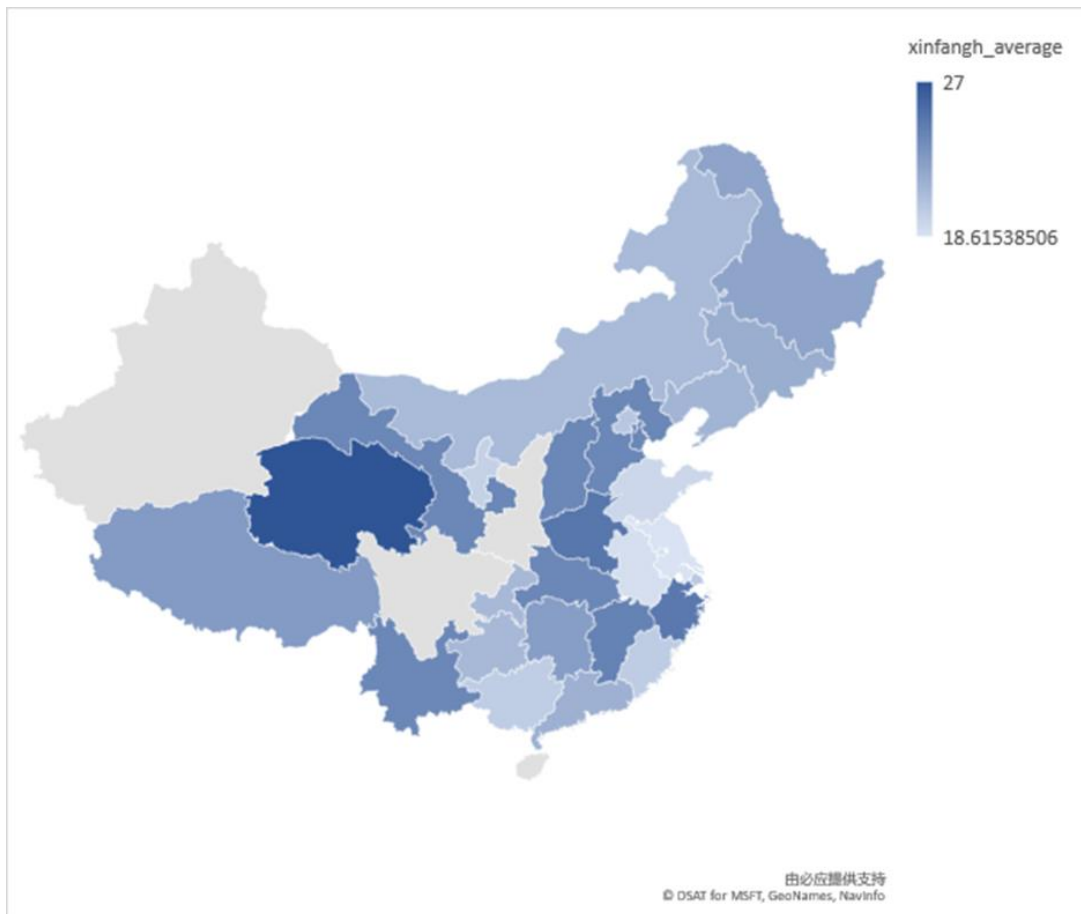 xinfangh_average
27
18.61538506
由必应提供支持
© DSAT for MSFT, GeoNames, NavInfo